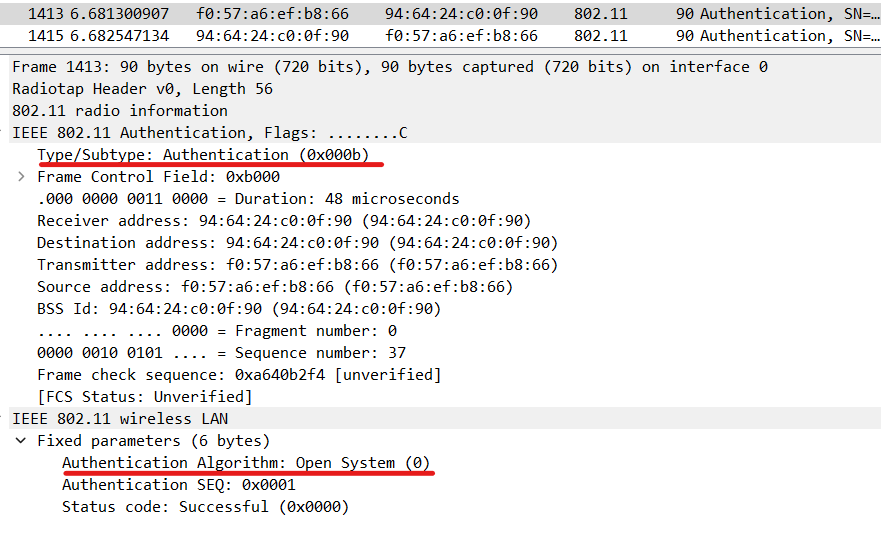 1413 6.681300907 f0:57:a6:ef:b8:66 94:64:24:c0:0f:90 802.11 90 Authentication, SN=…
1415 6.682547134 94:64:24:c0:0f:90 f0:57:a6:ef:b8:66 802.11 90 Authentication, SN=…
Frame 1413: 90 bytes on wire (720 bits), 90 bytes captured (720 bits) on interface 0
Radiotap Header v0, Length 56
802.11 radio information
IEEE 802.11 Authentication, Flags: ........C
Type/Subtype: Authentication (0x000b)
Frame Control Field: 0xb000
.000 0000 0011 0000 = Duration: 48 microseconds
Receiver address: 94:64:24:c0:0f:90 (94:64:24:c0:0f:90)
Destination address: 94:64:24:c0:0f:90 (94:64:24:c0:0f:90)
Transmitter address: f0:57:a6:ef:b8:66 (f0:57:a6:ef:b8:66)
Source address: f0:57:a6:ef:b8:66 (f0:57:a6:ef:b8:66)
BSS Id: 94:64:24:c0:0f:90 (94:64:24:c0:0f:90)
.... .... .... 0000 = Fragment number: 0
0000 0010 0101 .... = Sequence number: 37
Frame check sequence: 0xa640b2f4 [unverified]
[FCS Status: Unverified]
IEEE 802.11 wireless LAN
Fixed parameters (6 bytes)
Authentication Algorithm: Open System (0)
Authentication SEQ: 0x0001
Status code: Successful (0x0000)